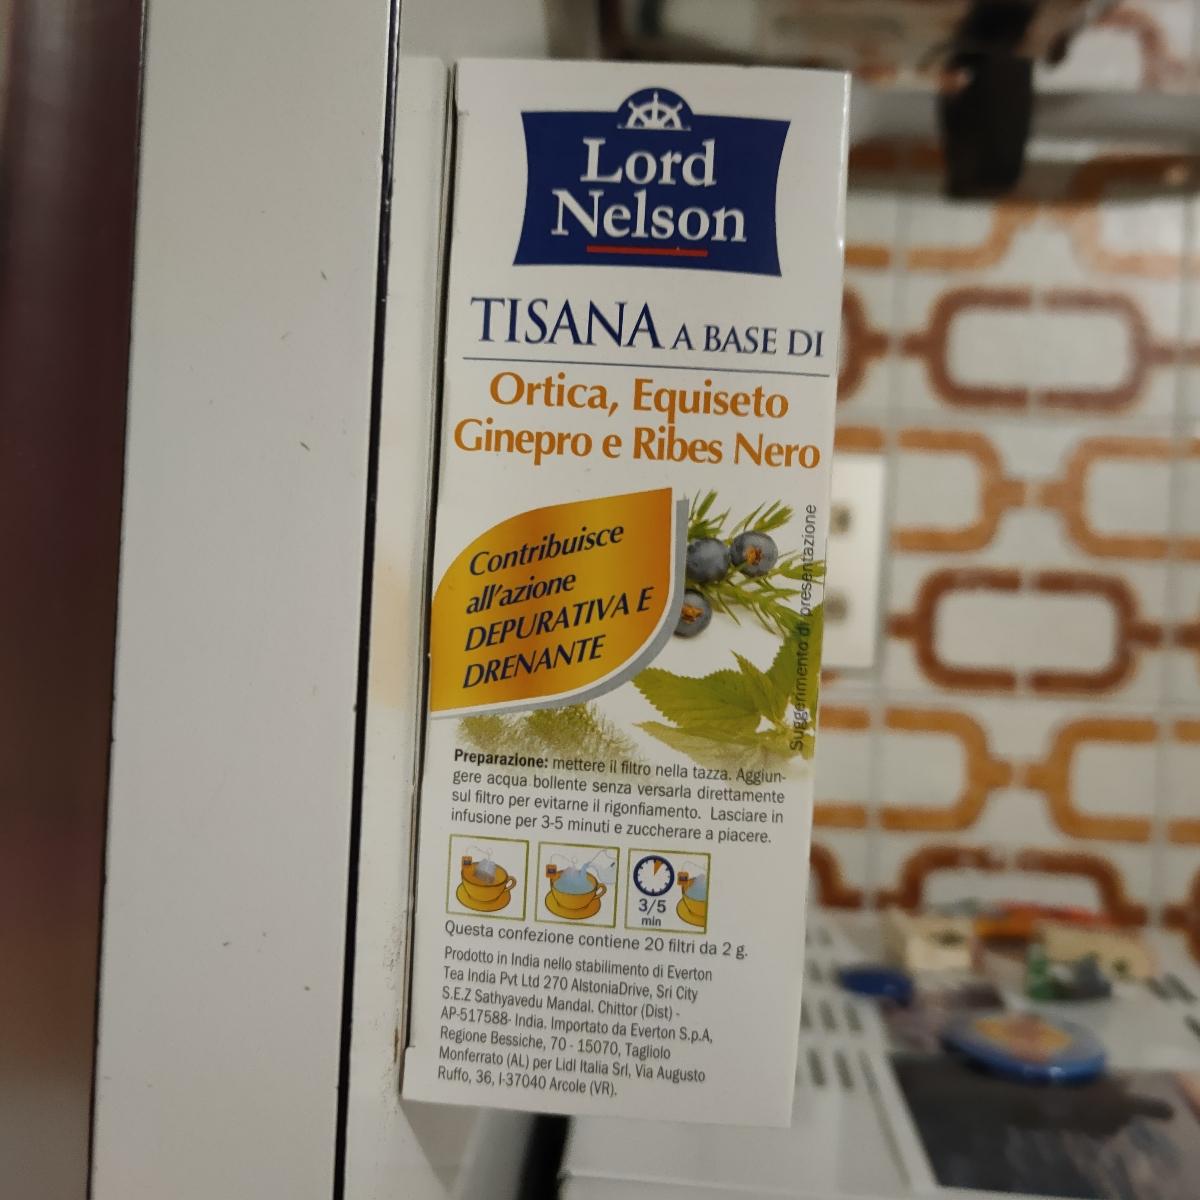 Lord
Nelson
TISANA A BASE DI
Ortica, Equiseto
Ginepro e Ribes Nero
Contribuisce
all'azione
DEPURATIVA E
DRENANTE
Suggerimento di presentazione
Preparazione: mettere il filtro nella tazza. Aggiun-
gere acqua bollente senza versarla direttamente
sul filtro per evitarne il rigonfiamento. Lasciare in
infusione per 3-5 minuti e zuccherare a piacere.
3/5
min
Questa confezione contiene 20 filtri da 2 g.
Prodotto in India nello stabilimento di Everton
Tea India Pvt Ltd 270 AlstoniaDrive, Sri City
S.E.Z Sathyavedu Mandal. Chittor (Dist) -
AP-517588- India. Importato da Everton S.p.A,
Regione Bessiche, 70 - 15070, Tagliolo
Monferrato (AL) per Lidl Italia Srl, Via Augusto
Ruffo, 36, I-37040 Arcole (VR).